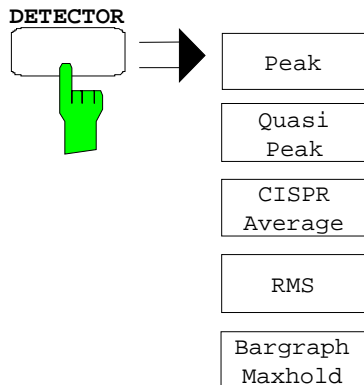 DETECTOR
Peak
Quasi
Peak
CISPR
Average
RMS
Bargraph
Maxhold